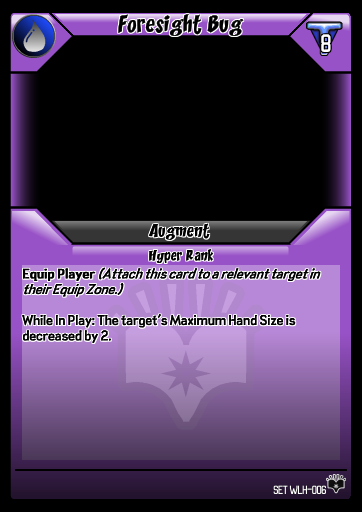 Foresight Bug
8
Augment
Hyper Rank
Equip Player (Attach this card to a relevant target in
their Equip Zone.)
While In Play: The target's Maximum Hand Size is
decreased by 2.
SET WLH-006